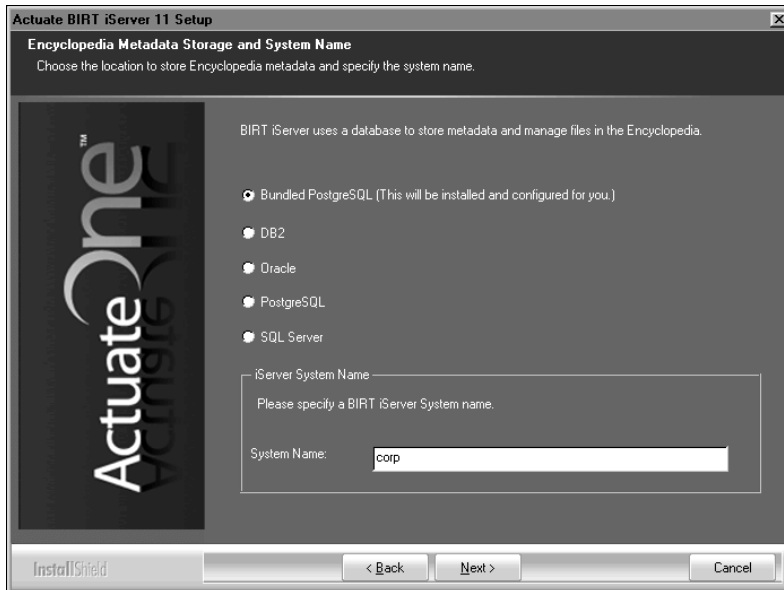 Actuate BIRT iServer 11 Setup
Encyclopedia Metadata Storage and System Name
Choose the location to store Encyclopedia metadata and specify the system name.
ActuateOne™
BIRT iServer uses a database to store metadata and manage files in the Encyclopedia.
Bundled PostgreSQL (This will be installed and configured for you.)
DB2
Oracle
PostgreSQL
SQL Server
iServer System Name
Please specify a BIRT iServer System name.
System Name: corp
InstallShield
< Back Next > Cancel